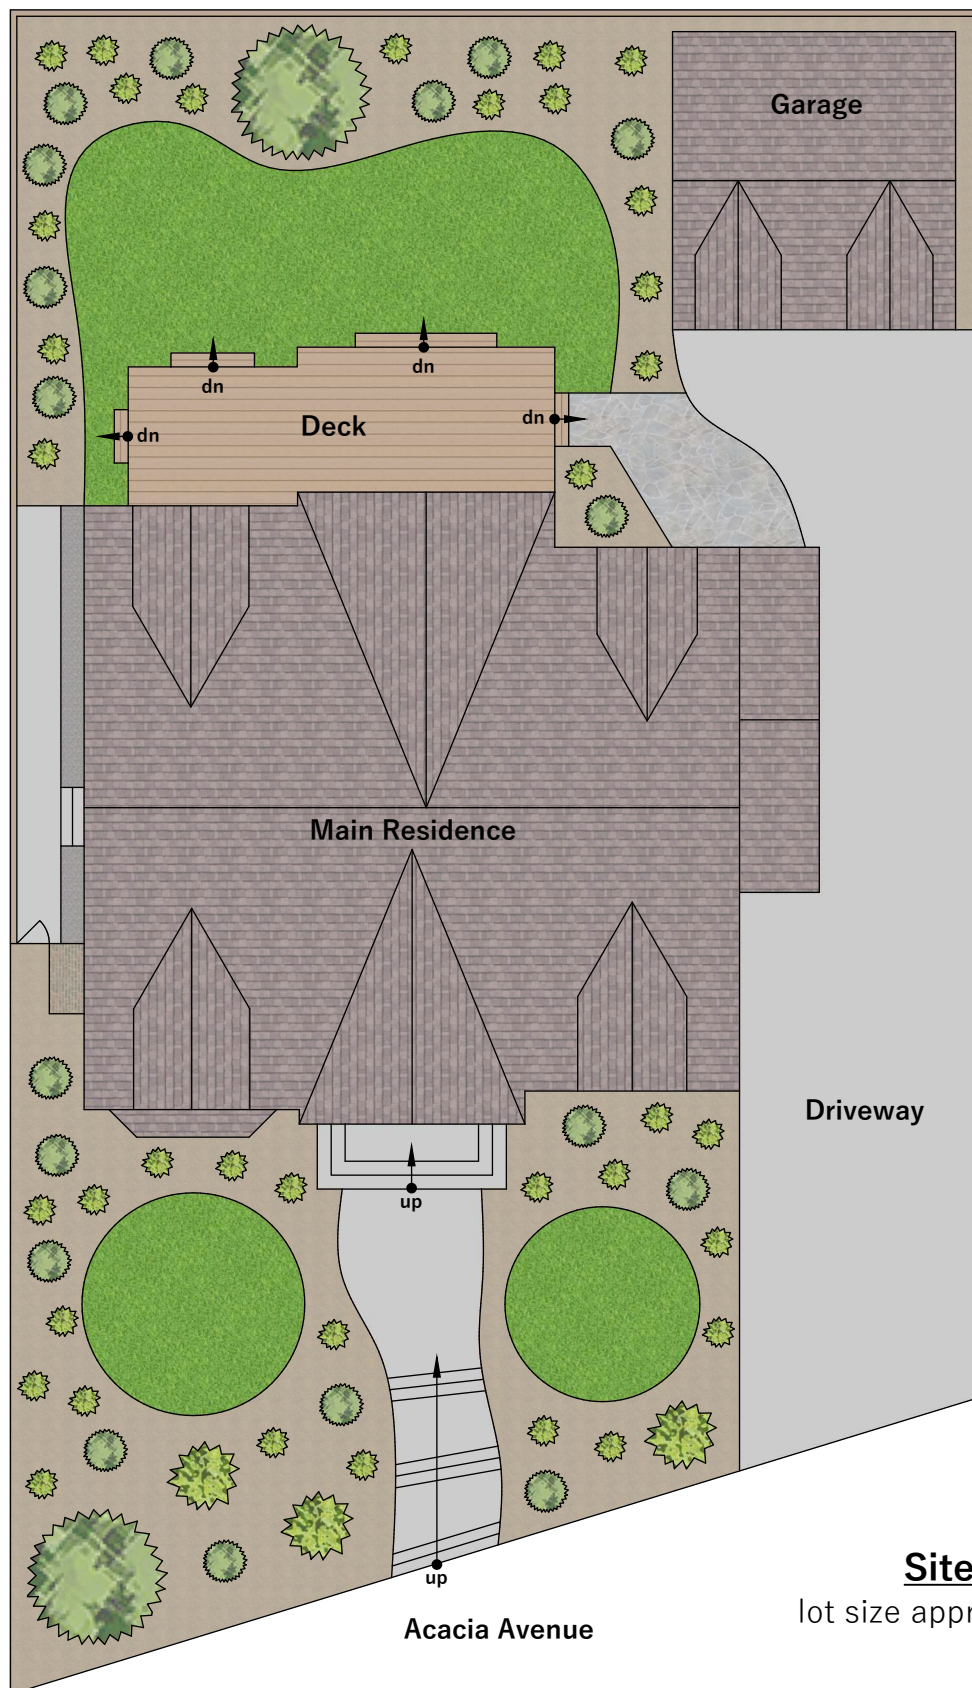 Garage
dn
dn
dn
Deck
dn
Main Residence
Driveway
up
up
Site
lot size appr
Acacia Avenue